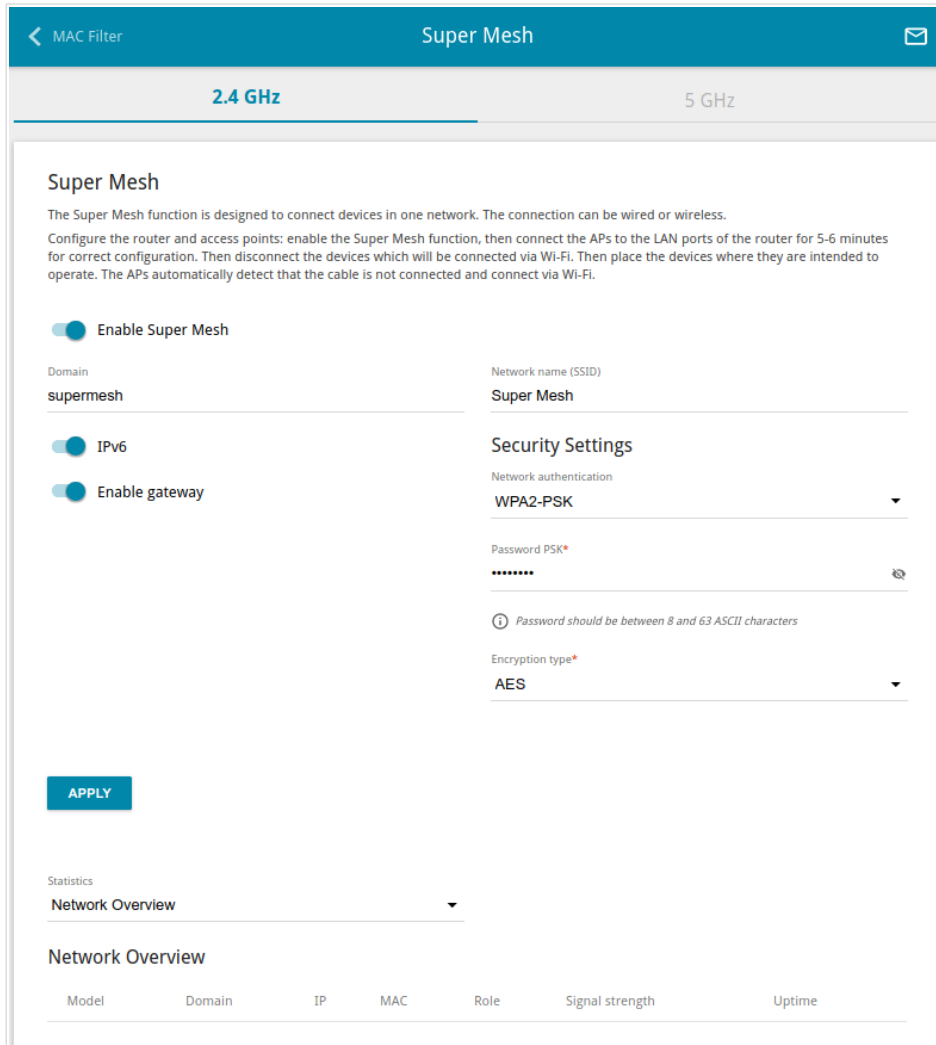 MAC Filter
Super Mesh
2.4 GHz
5 GHz
Super Mesh
The Super Mesh function is designed to connect devices in one network. The connection can be wired or wireless.
Configure the router and access points: enable the Super Mesh function, then connect the APs to the LAN ports of the router for 5-6 minutes
for correct configuration. Then disconnect the devices which will be connected via Wi-Fi. Then place the devices where they are intended to
operate. The APs automatically detect that the cable is not connected and connect via Wi-Fi.
Enable Super Mesh
Domain
supermesh
IPv6
Enable gateway
Network name (SSID)
Super Mesh
Security Settings
Network authentication
WPA2-PSK
Password PSK*
••••••••
Password should be between 8 and 63 ASCII characters
Encryption type*
AES
APPLY
Statistics
Network Overview
Network Overview
Model Domain IP MAC Role Signal strength Uptime